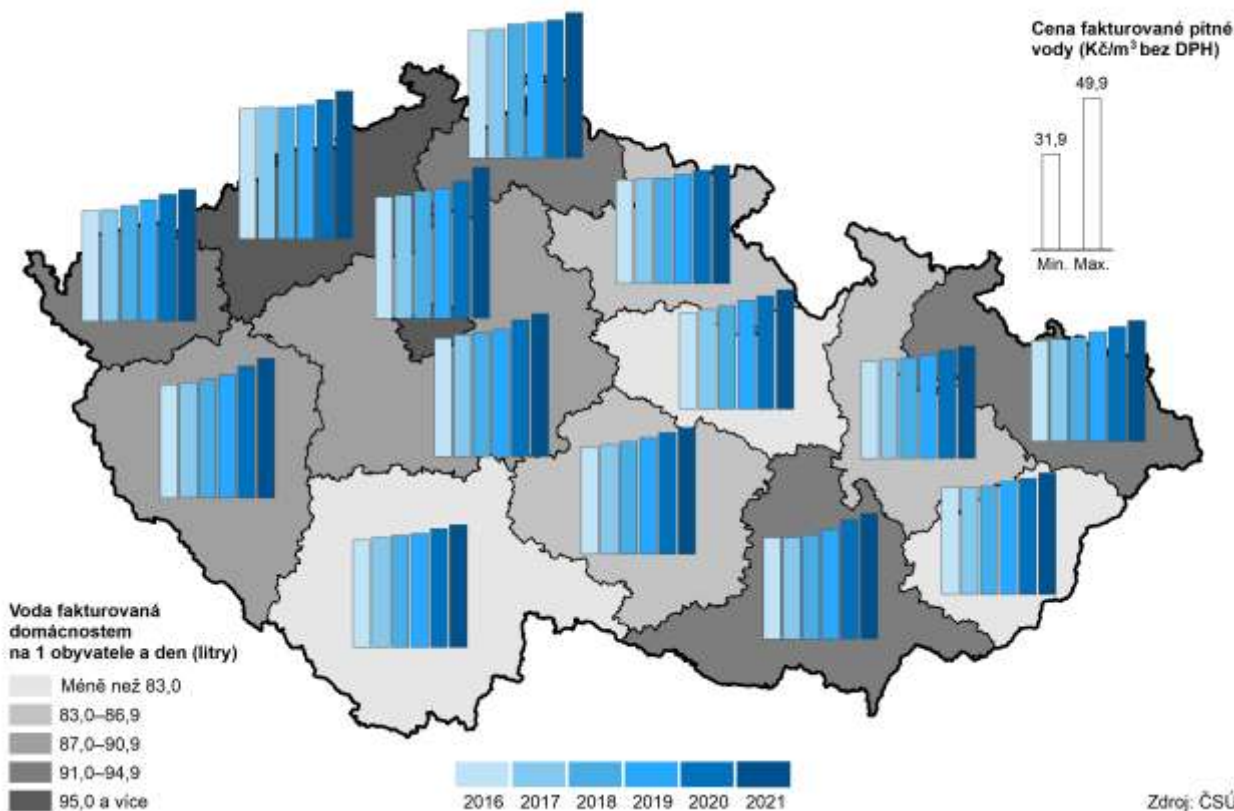 Cena fakturované pitné
vody (Kč/m³ bez DPH)
49,9
31,9
Min. Max.
Voda fakturovaná
domácnostem
na 1 obyvatele a den (litry)
Méně než 83,0
83,0–86,9
87,0–90,9
91,0–94,9
95,0 a více
2016 2017 2018 2019 2020 2021
Zdroj: ČSÚ